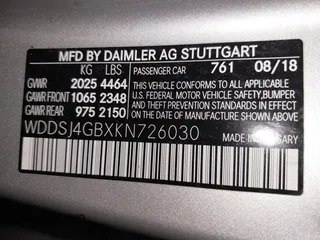 MFD BY DAIMLER AG STUTTGART
KG LBS PASSENGER CAR 761 08/18
GVWR 2025 4464
GAWR FRONT 1065 2348
GAWR REAR 975 2150
THIS VEHICLE CONFORMS TO ALL APPLICABLE
U.S. FEDERAL MOTOR VEHICLE SAFETY, BUMPER,
AND THEFT PREVENTION STANDARDS IN EFFECT ON
THE DATE OF MANUFACTURE SHOWN ABOVE.
WDDSJ4GBXKN726030